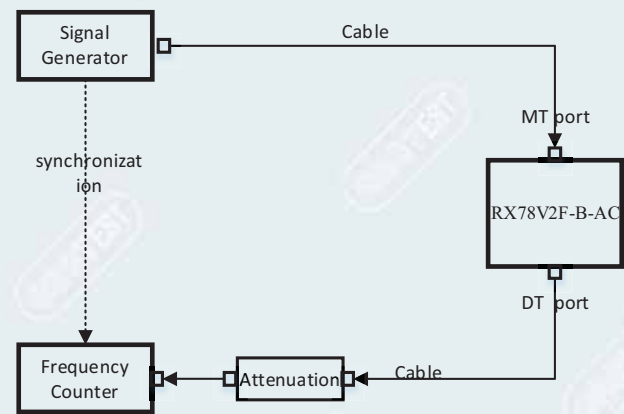 Signal
Generator
Cable
MT port
synchronizat
ion
RX78V2F-B-AC
DT port
Frequency
Counter
Attenuation
Cable